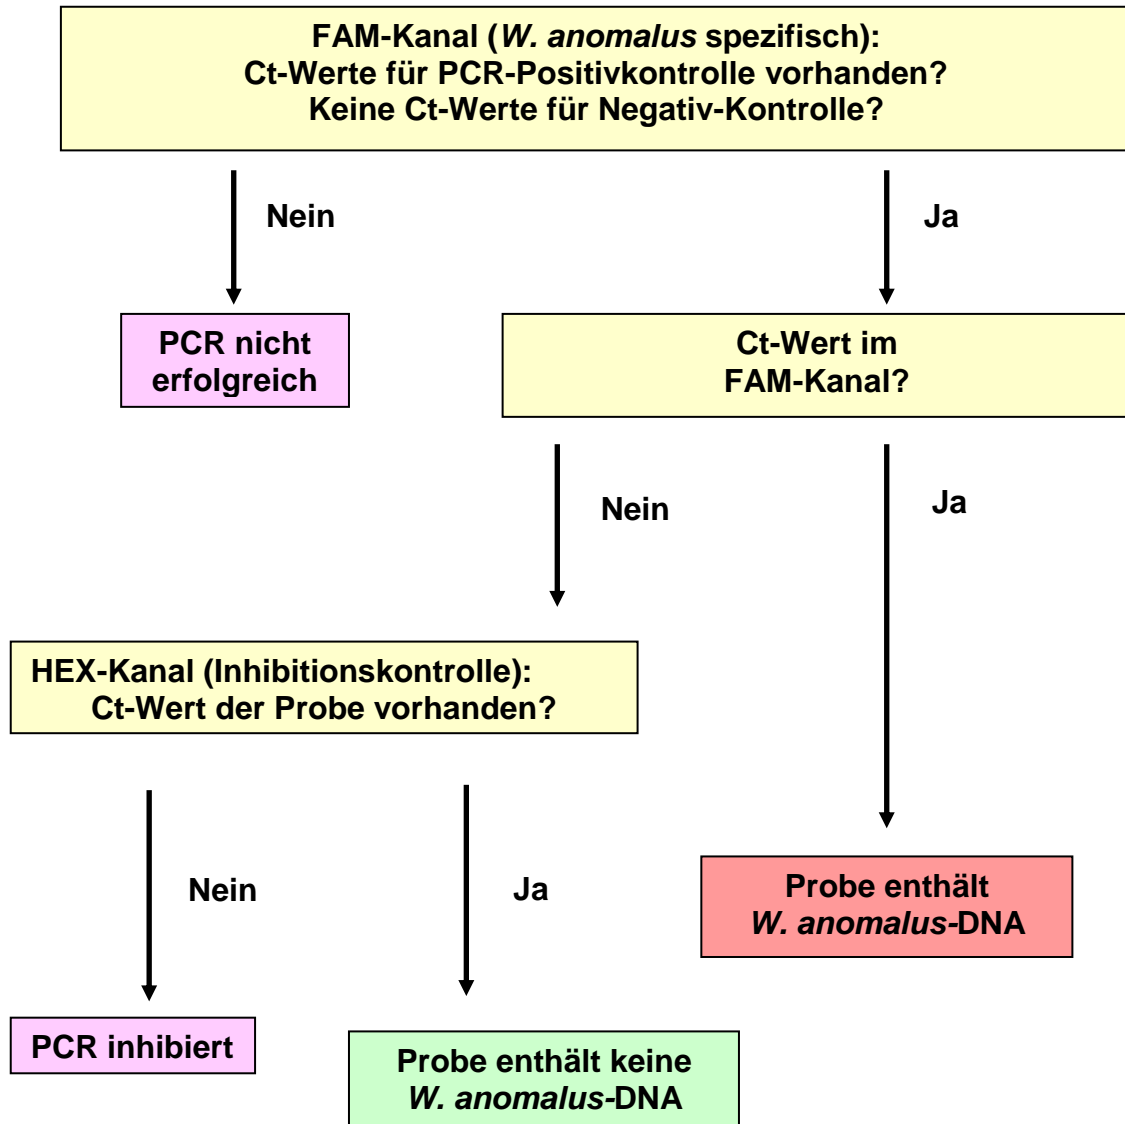 FAM-Kanal (W. anomalus spezifisch):
Ct-Werte für PCR-Positivkontrolle vorhanden?
Keine Ct-Werte für Negativ-Kontrolle?
Nein
Ja
PCR nicht
erfolgreich
Ct-Wert im
FAM-Kanal?
Nein
Ja
HEX-Kanal (Inhibitionskontrolle):
Ct-Wert der Probe vorhanden?
Nein
Ja
Probe enthält
W. anomalus-DNA
PCR inhibiert
Probe enthält keine
W. anomalus-DNA